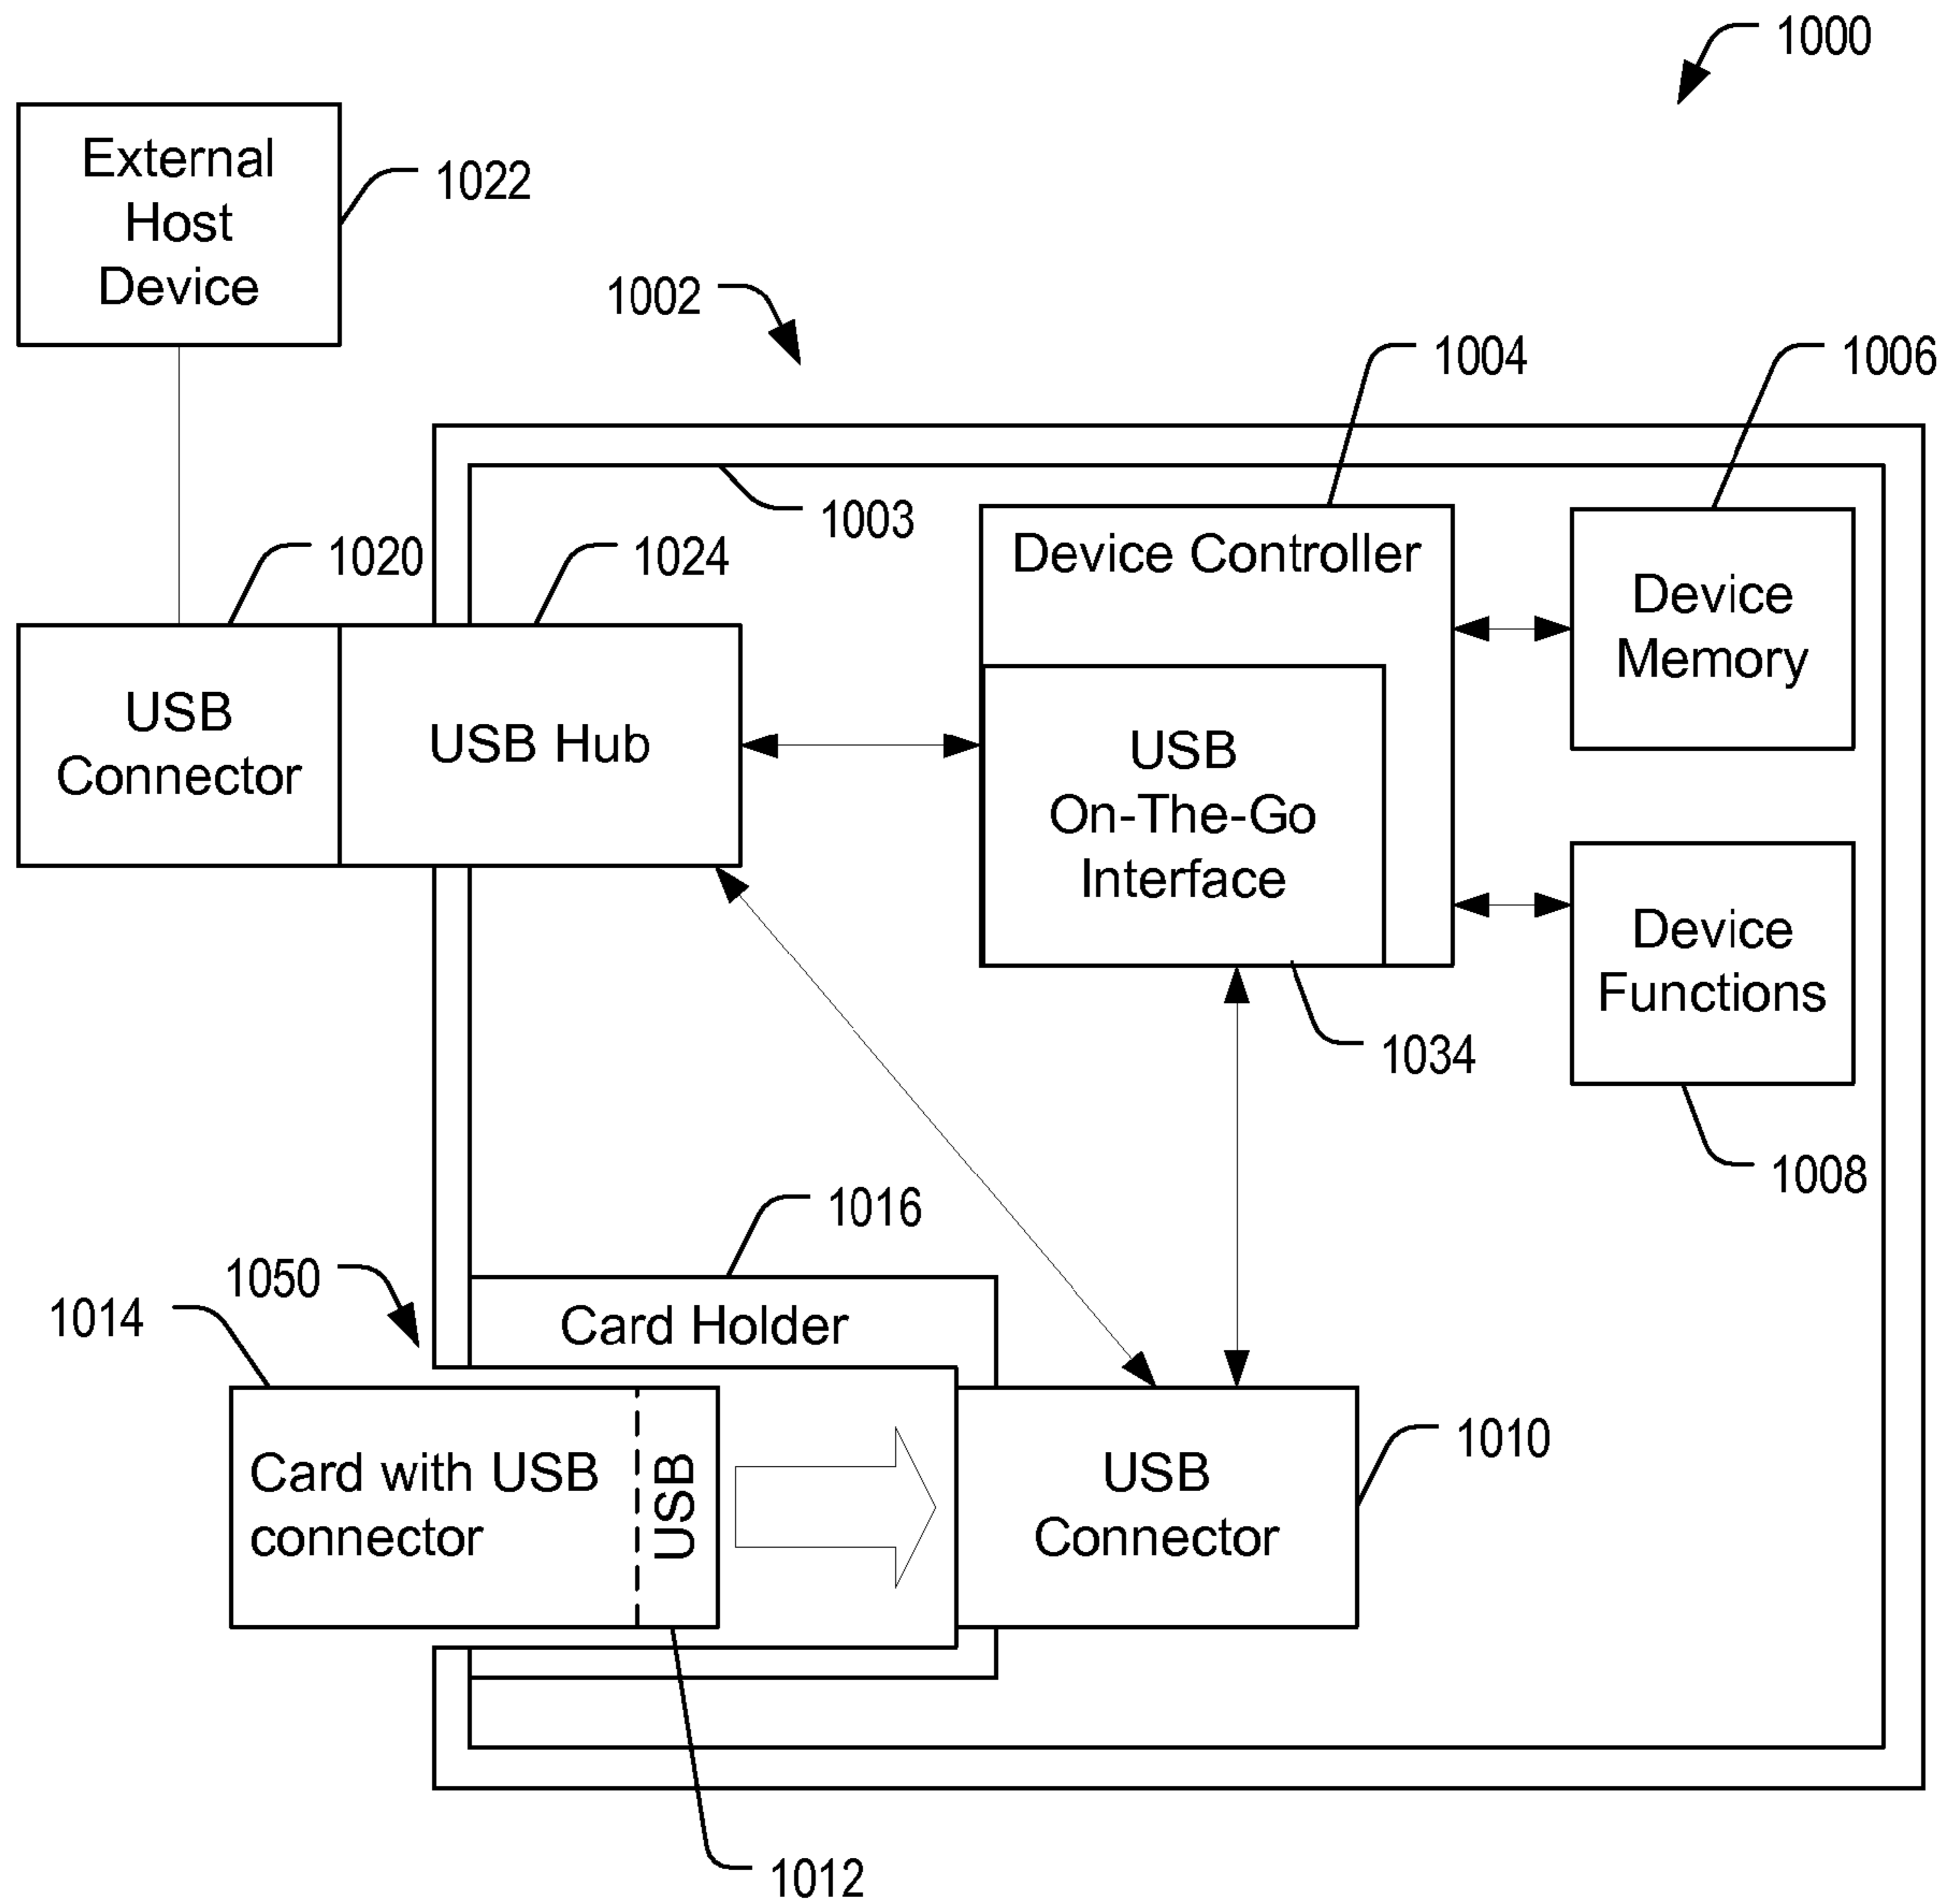 1000
External
Host
Device
1022
1002
1004
1006
1003
1020
1024
Device Controller
Device
Memory
USB
Connector
USB Hub
USB
On-The-Go
Interface
Device
Functions
1034
1008
1016
1050
1014
Card Holder
Card with USB
connector
USB
USB
Connector
1010
1012